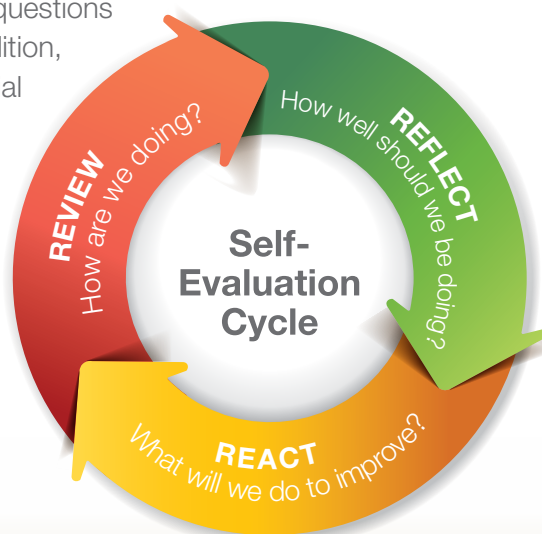 questions
lition,
al
REVIEW
How are we doing?
REFLECT
How well should we be doing?
REACT
What will we do to improve?
Self-
Evaluation
Cycle